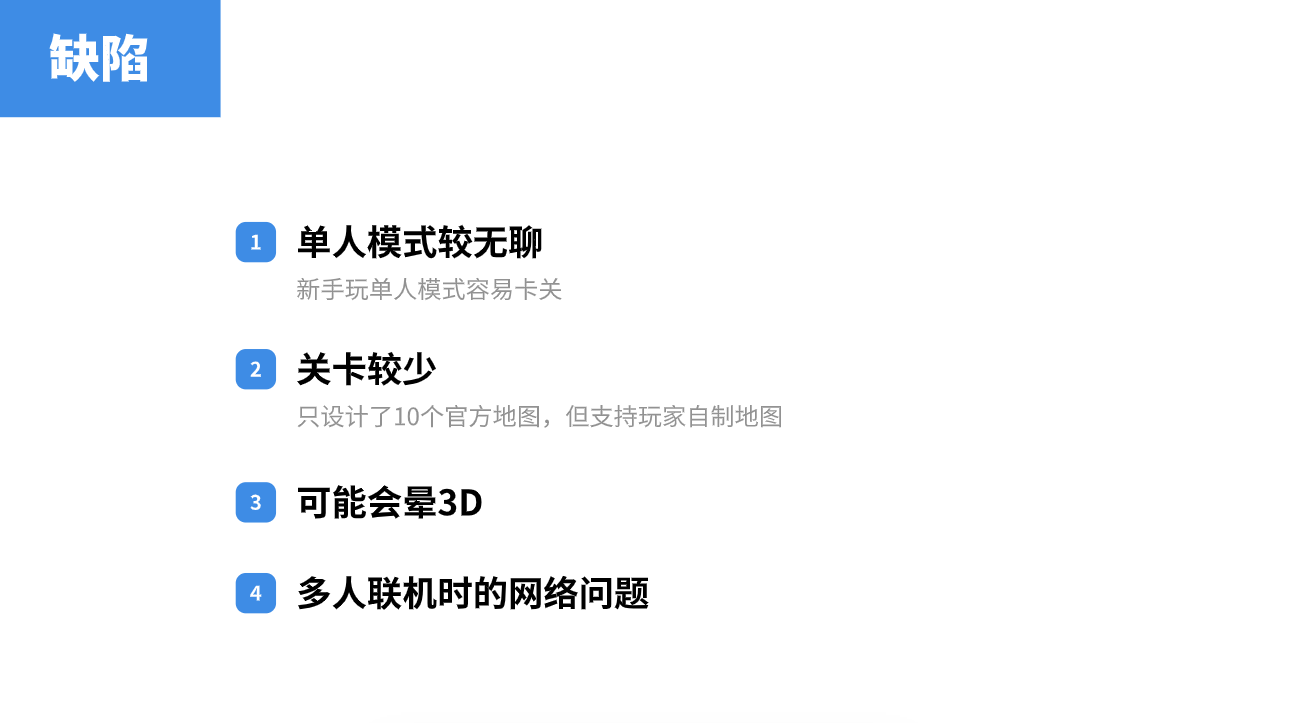 缺陷
1 单人模式较无聊
新手玩单人模式容易卡关
2 关卡较少
只设计了10个官方地图，但支持玩家自制地图
3 可能会晕3D
4 多人联机时的网络问题